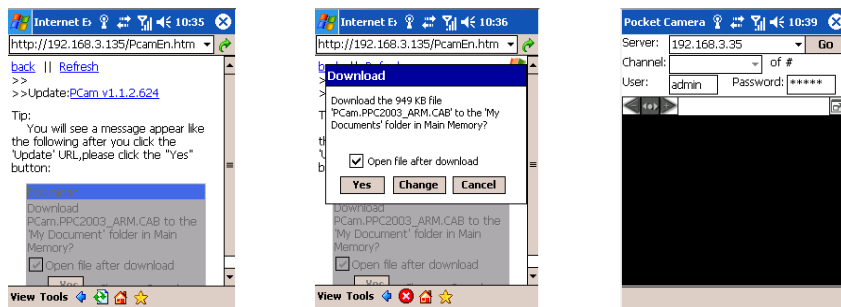 Internet E 10:35
http://192.168.3.135/PcamEn.htm
back || Refresh
>>
>>Update:PCam v1.1.2.624
Tip:
You will see a message appear like
the following after you click the
'Update' URL,please click the "Yes"
button:
Download
Download
PCam.PPC2003_ARM.CAB to the
'My Document' folder in Main
Memory?
Open file after download
Yes
View Tools
Internet E 10:36
http://192.168.3.135/PcamEn.htm
Download
Download the 949 KB file
'PCam.PPC2003_ARM.CAB' to the 'My
Documents' folder in Main Memory?
Open file after download
Yes Change Cancel
Download
PCam.PPC2003_ARM.CAB to the
'My Document' folder in Main
Memory?
Open file after download
View Tools
Pocket Camera 10:39
Server: 192.168.3.35 Go
Channel: of #
User: admin Password: *****